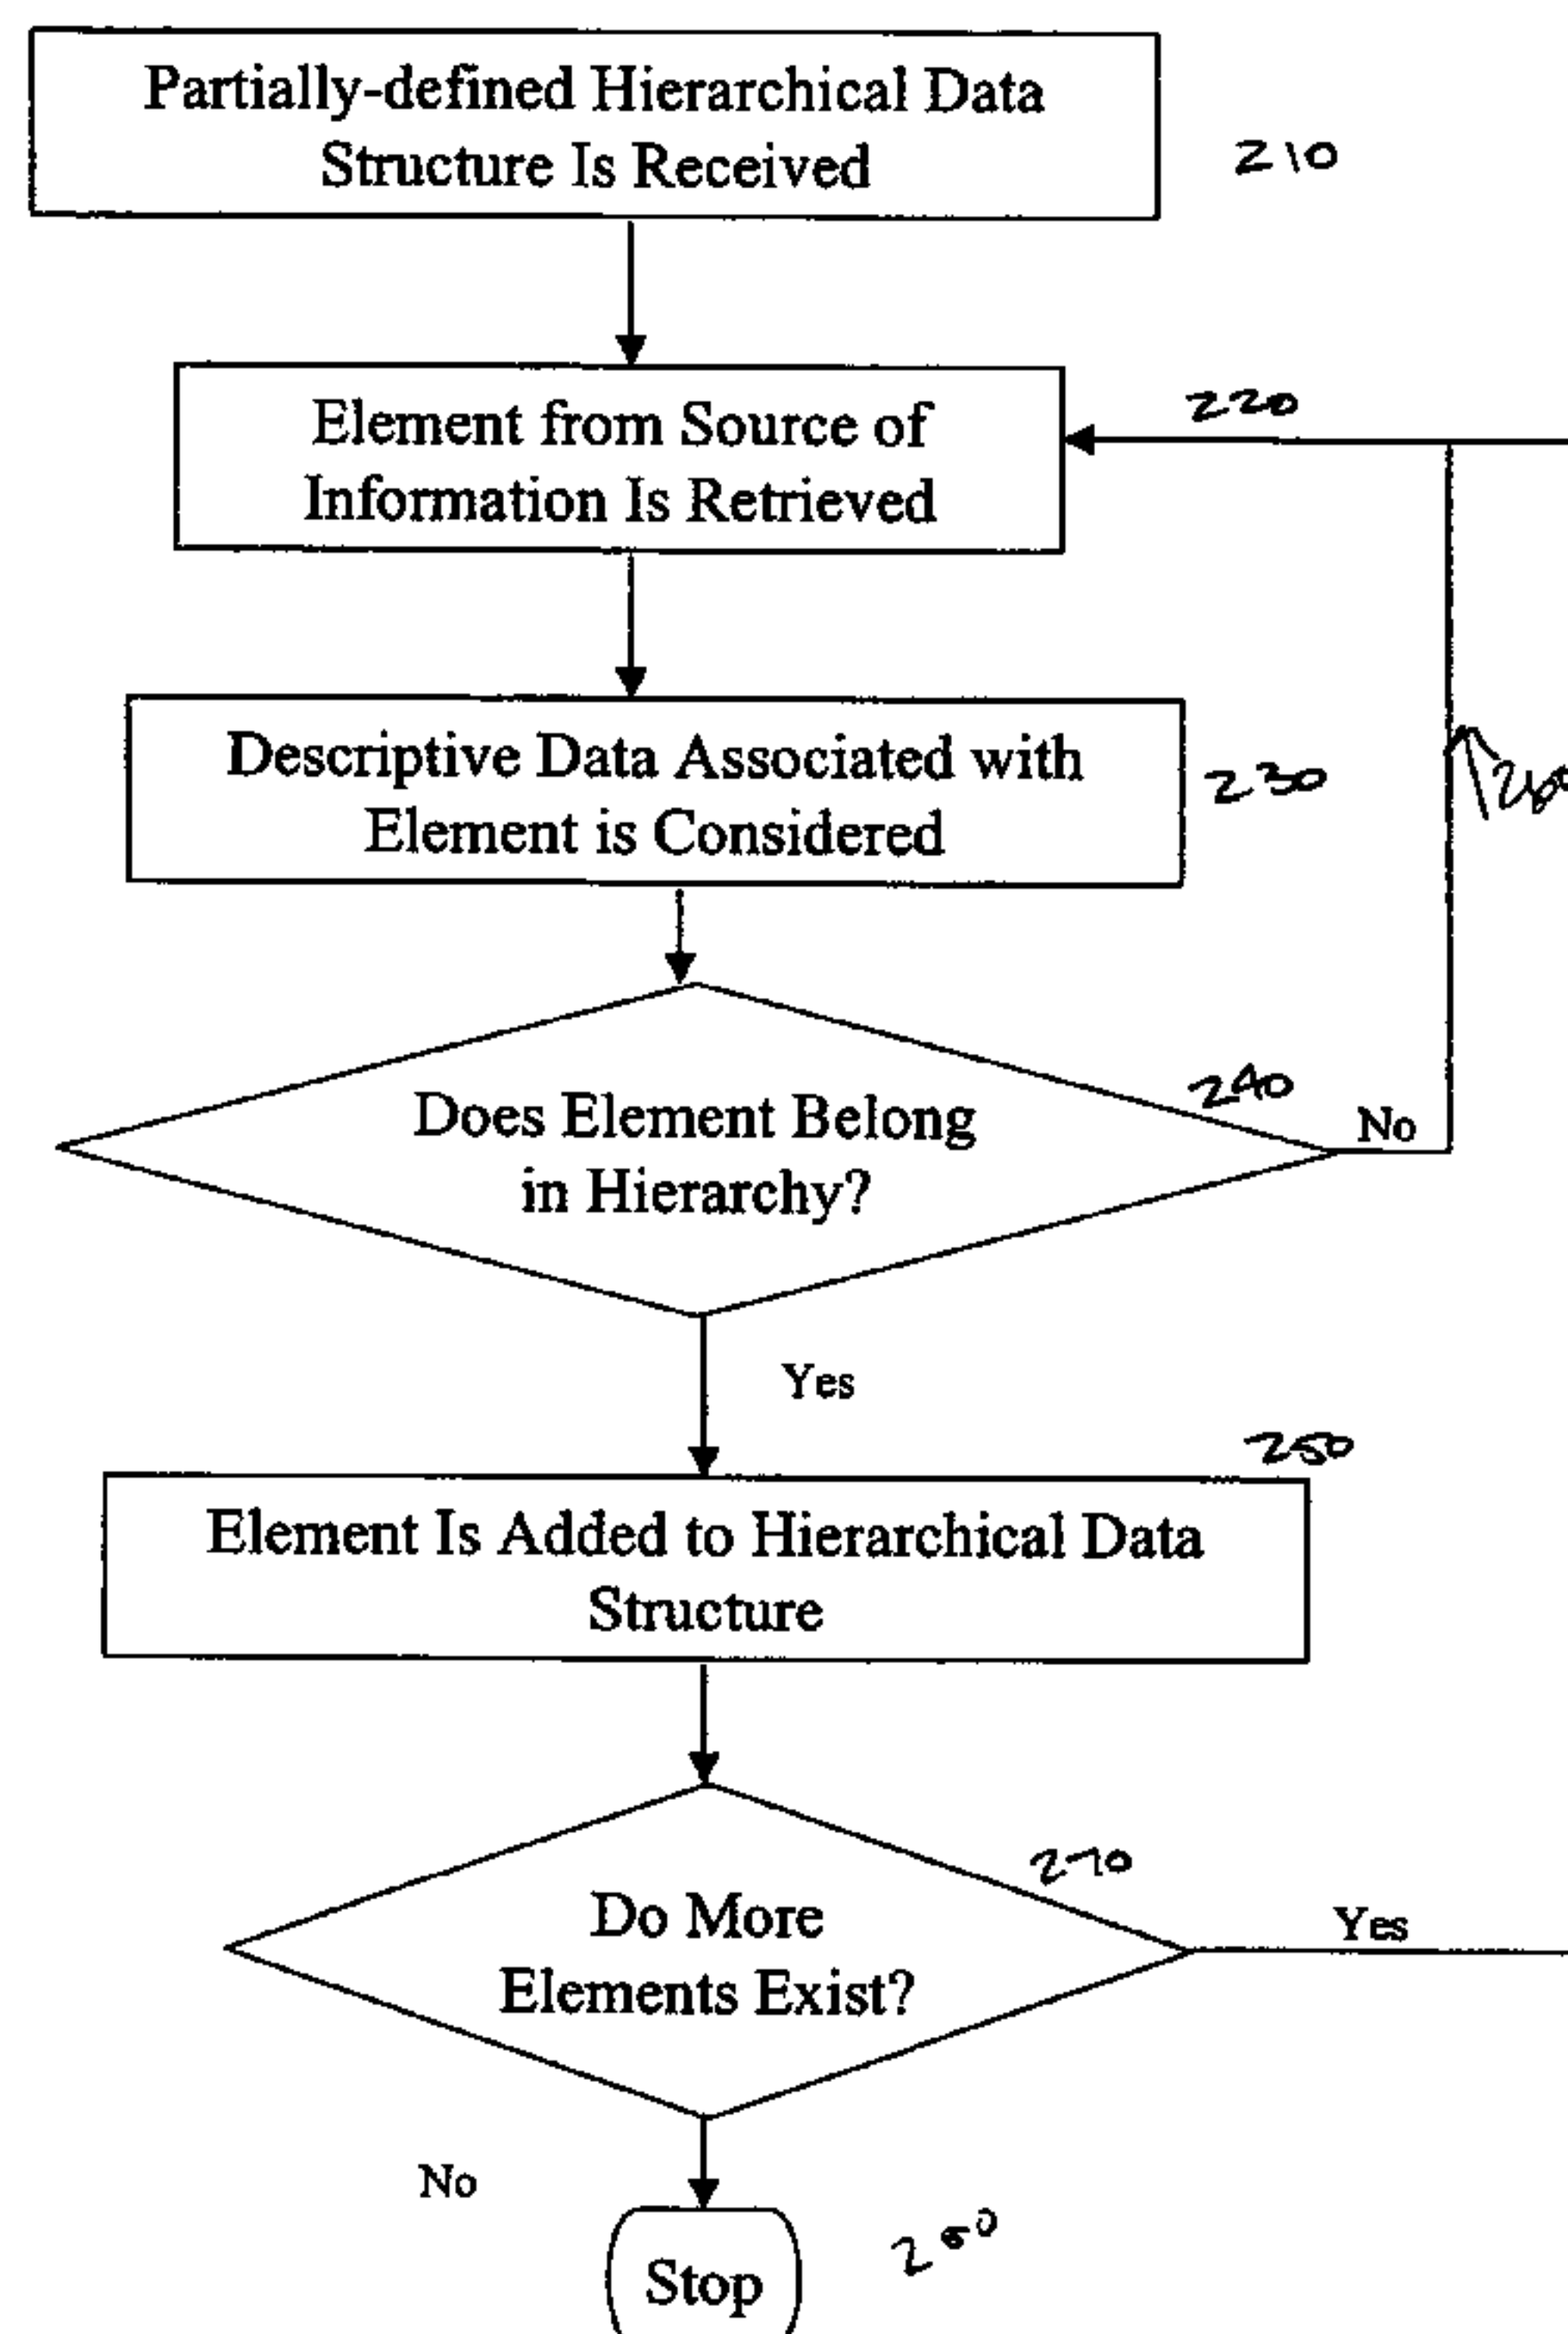 Partially-defined Hierarchical Data
Structure Is Received
210
Element from Source of
Information Is Retrieved
220
Descriptive Data Associated with
Element is Considered
230
Does Element Belong
in Hierarchy?
240
No
Yes
250
Element Is Added to Hierarchical Data
Structure
270
Do More
Elements Exist?
Yes
No
Stop